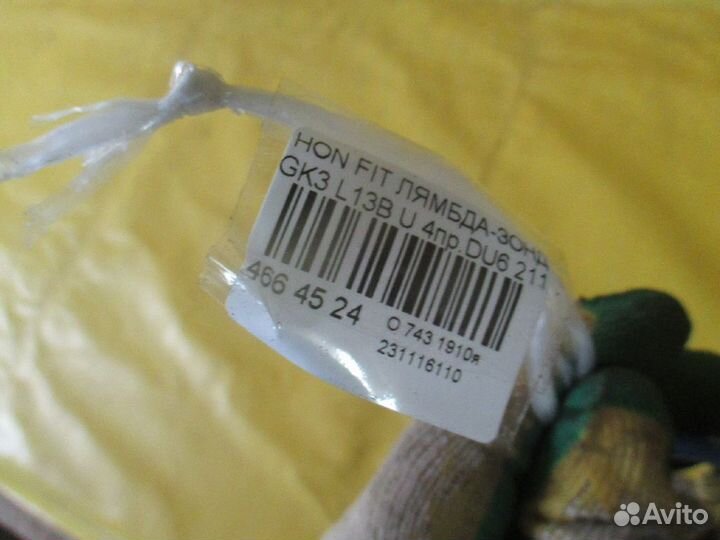 HON FIT ЛЯМБДА-ЗОНД
GK3 L13B U 4пр.DU6 211
466 45 24
О 743 1910я
231116110
Avito